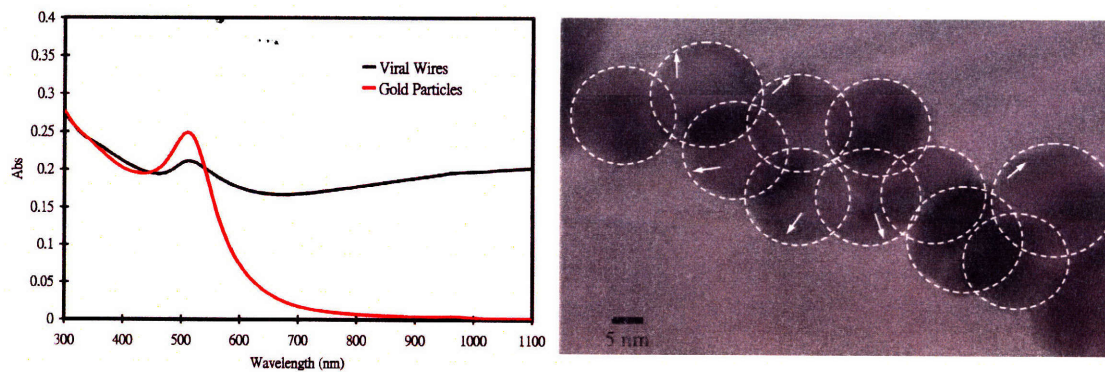 0.4
0.35
0.3
0.25
0.2
0.15
0.1
0.05
0
Abs
300 400 500 600 700 800 900 1000 1100
Wavelength (nm)
Viral Wires
Gold Particles
5 nm